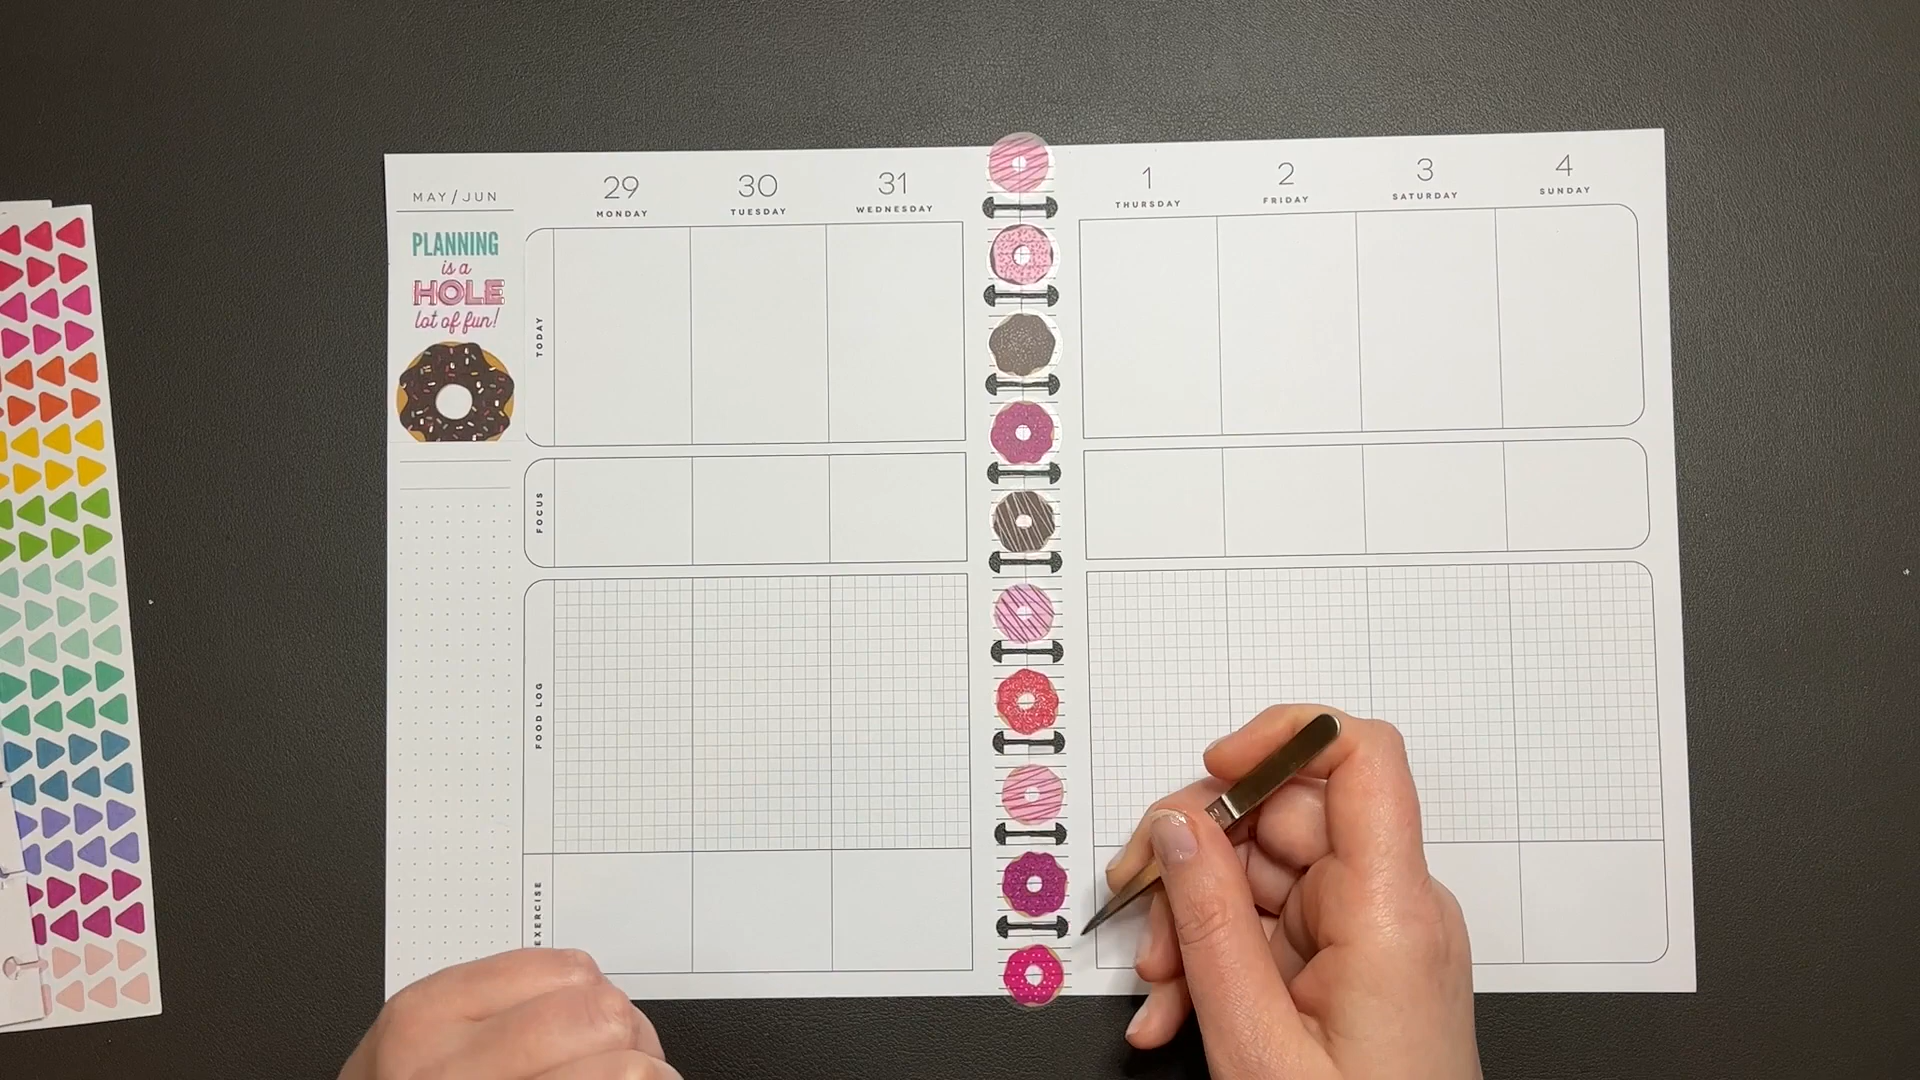 MAY/JUN
PLANNING
is a
HOLE
lot of fun!
29
MONDAY
30
TUESDAY
31
WEDNESDAY
1
THURSDAY
2
FRIDAY
3
SATURDAY
4
SUNDAY
TODAY
FOCUS
FOOD LOG
EXERCISE